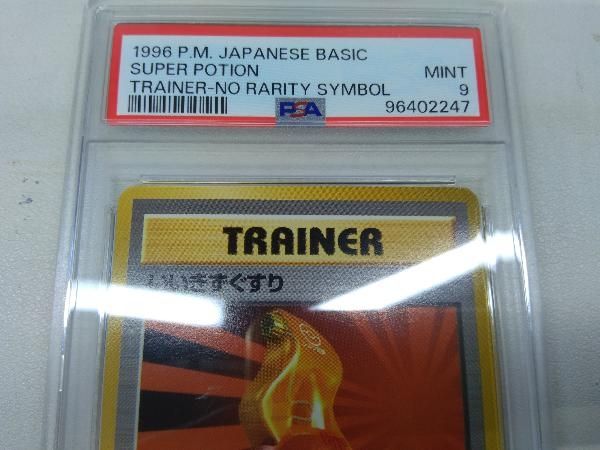 1996 P.M. JAPANESE BASIC
SUPER POTION MINT
TRAINER-NO RARITY SYMBOL 9
PSA 96402247
TRAINER
いいきずぐすり